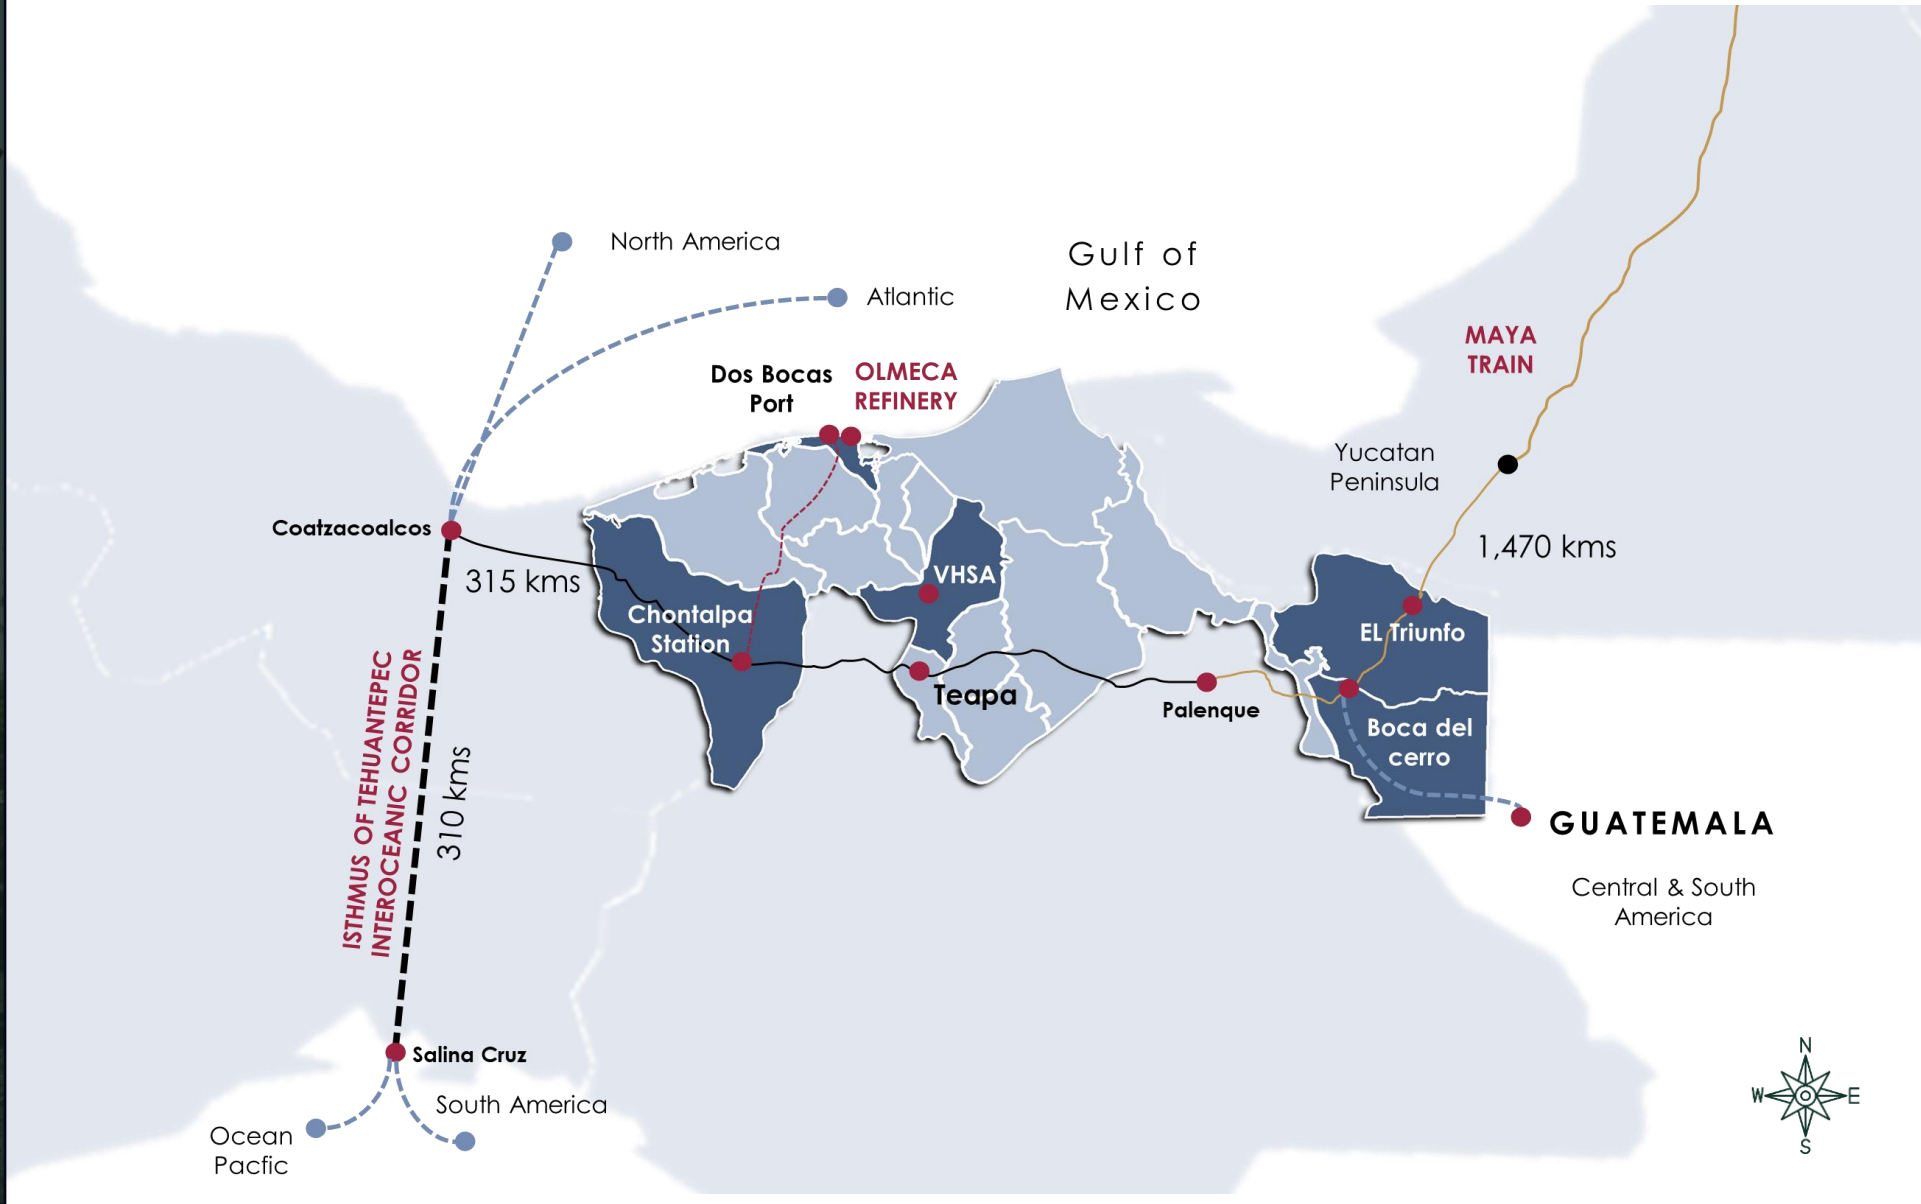 North America
Gulf of
Mexico
Atlantic
MAYA
TRAIN
Dos Bocas
Port
OLMECA
REFINERY
Yucatan
Peninsula
Coatzacoalcos
315 kms
1,470 kms
VHSA
Chontalpa
Station
EL Triunfo
Teapa
Palenque
Boca del
cerro
ISTHMUS OF TEHUANTEPEC
INTEROCEANIC CORRIDOR
310 kms
GUATEMALA
Central & South
America
Salina Cruz
South America
Ocean
Pacfic
N
W
E
S